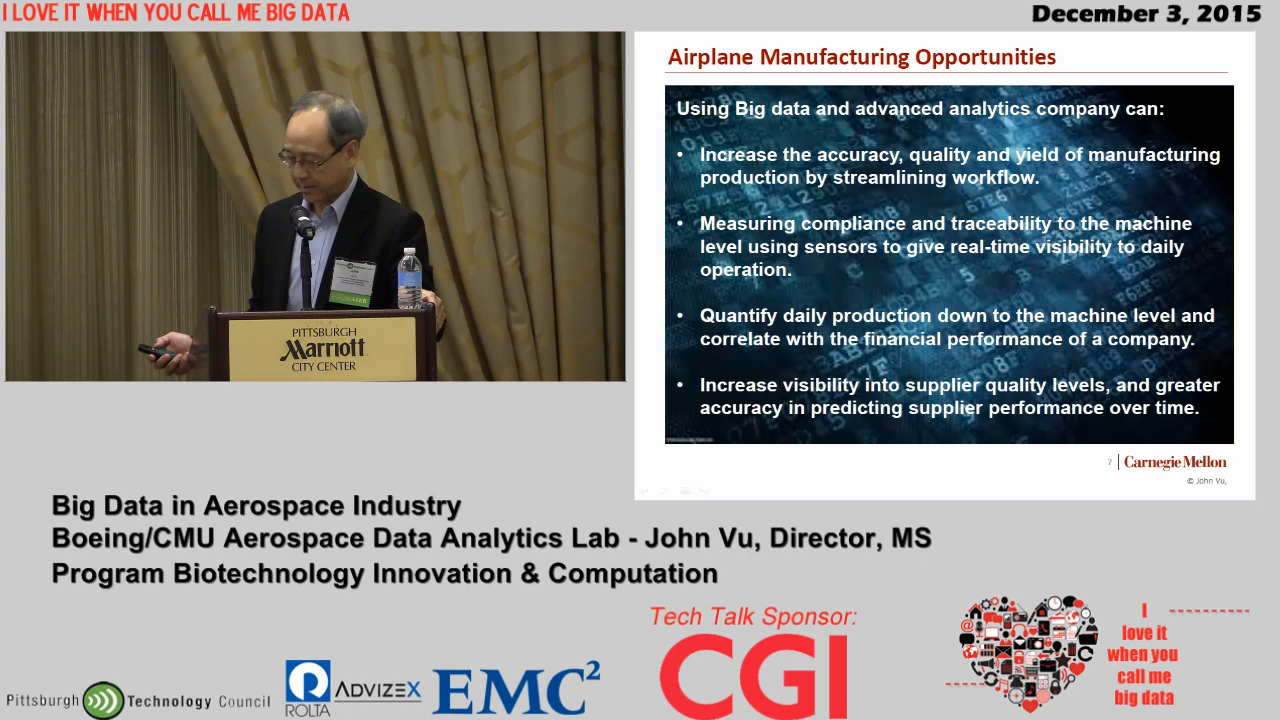 I LOVE IT WHEN YOU CALL ME BIG DATA
December 3, 2015
PITTSBURGH
Marriott
CITY CENTER
Airplane Manufacturing Opportunities
Using Big data and advanced analytics company can:
• Increase the accuracy, quality and yield of manufacturing
production by streamlining workflow.
• Measuring compliance and traceability to the machine
level using sensors to give real-time visibility to daily
operation.
• Quantify daily production down to the machine level and
correlate with the financial performance of a company.
• Increase visibility into supplier quality levels, and greater
accuracy in predicting supplier performance over time.
7 | Carnegie Mellon
© John Vu,
Big Data in Aerospace Industry
Boeing/CMU Aerospace Data Analytics Lab - John Vu, Director, MS
Program Biotechnology Innovation & Computation
Tech Talk Sponsor:
CGI
Pittsburgh Technology Council
ROLTA
ADVIZEX
EMC²
I
love it
when you
call me
big data